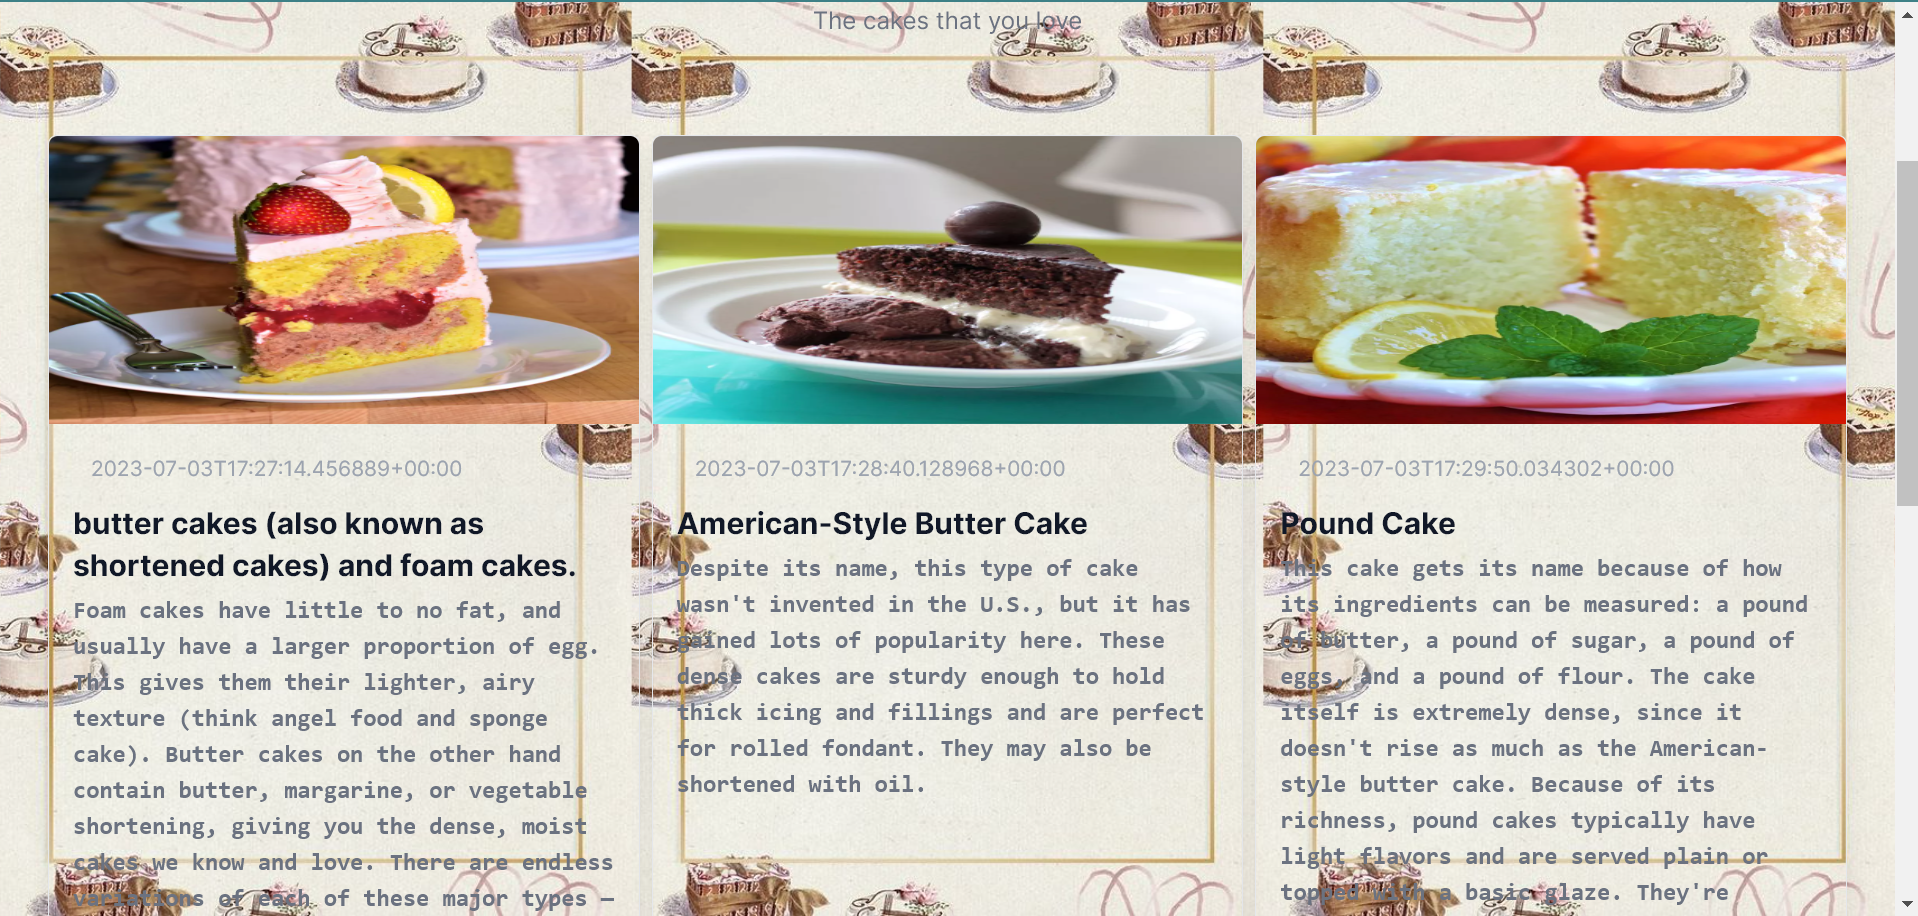 The cakes that you love
2023-07-03T17:27:14.456889+00:00
butter cakes (also known as
shortened cakes) and foam cakes.
Foam cakes have little to no fat, and
usually have a larger proportion of egg.
This gives them their lighter, airy
texture (think angel food and sponge
cake). Butter cakes on the other hand
contain butter, margarine, or vegetable
shortening, giving you the dense, moist
cakes we know and love. There are endless
variations of each of these major types —
2023-07-03T17:28:40.128968+00:00
American-Style Butter Cake
Despite its name, this type of cake
wasn't invented in the U.S., but it has
gained lots of popularity here. These
dense cakes are sturdy enough to hold
thick icing and fillings and are perfect
for rolled fondant. They may also be
shortened with oil.
2023-07-03T17:29:50.034302+00:00
Pound Cake
This cake gets its name because of how
its ingredients can be measured: a pound
of butter, a pound of sugar, a pound of
eggs, and a pound of flour. The cake
itself is extremely dense, since it
doesn't rise as much as the American-
style butter cake. Because of its
richness, pound cakes typically have
light flavors and are served plain or
topped with a basic glaze. They're